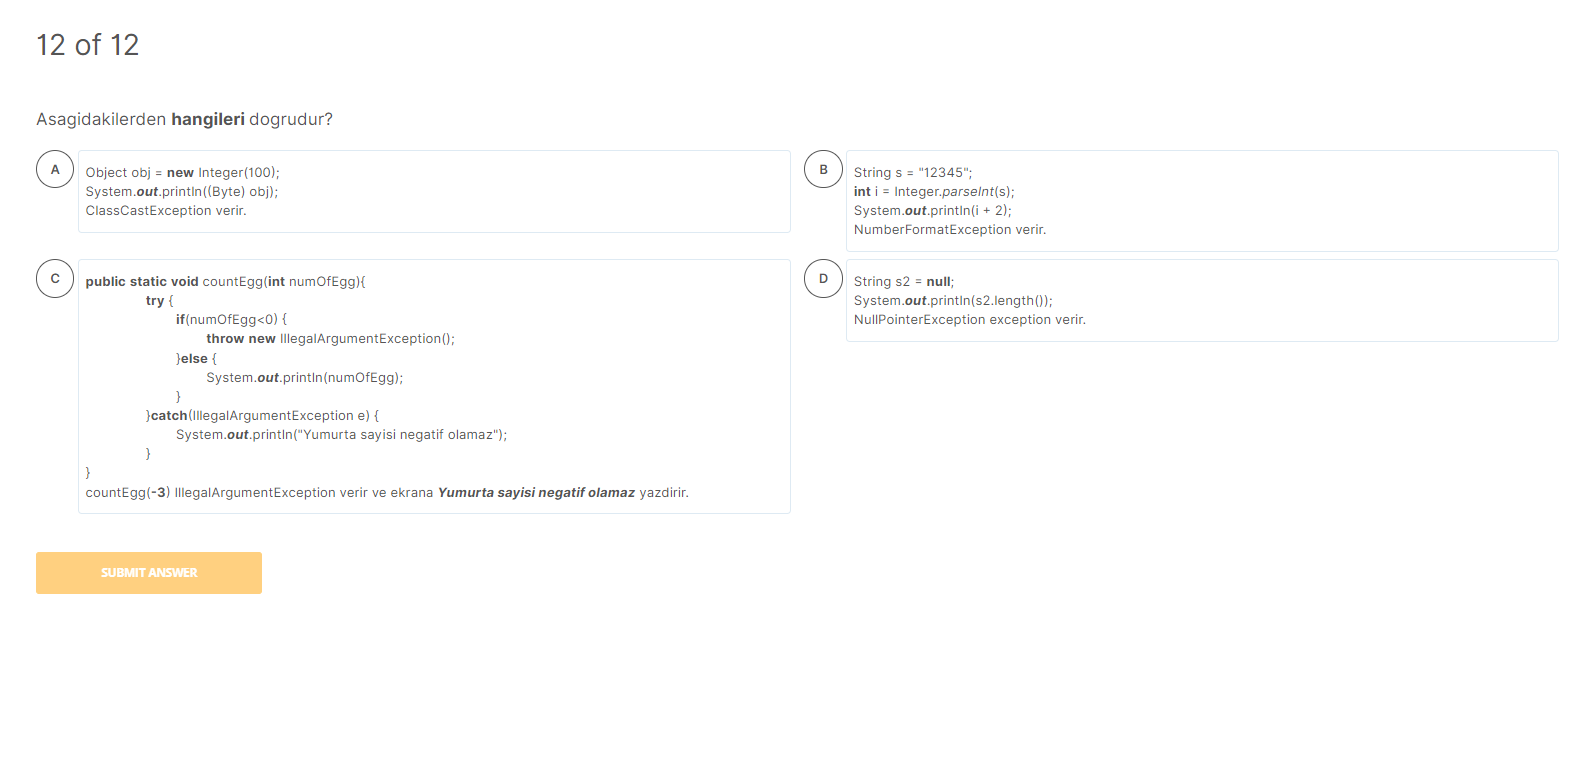 12 of 12
Asagidakilerden hangileri dogrudur?
A
Object obj = new Integer(100);
System.out.println((Byte) obj);
ClassCastException verir.
B
String s = "12345";
int i = Integer.parseInt(s);
System.out.println(i + 2);
NumberFormatException verir.
C
public static void countEgg(int numOfEgg){
try {
if(numOfEgg<0) {
throw new IllegalArgumentException();
}else {
System.out.println(numOfEgg);
}
}catch(IllegalArgumentException e) {
System.out.println("Yumurta sayisi negatif olamaz");
}
}
countEgg(-3) IllegalArgumentException verir ve ekrana Yumurta sayisi negatif olamaz yazdirir.
D
String s2 = null;
System.out.println(s2.length());
NullPointerException exception verir.
SUBMIT ANSWER